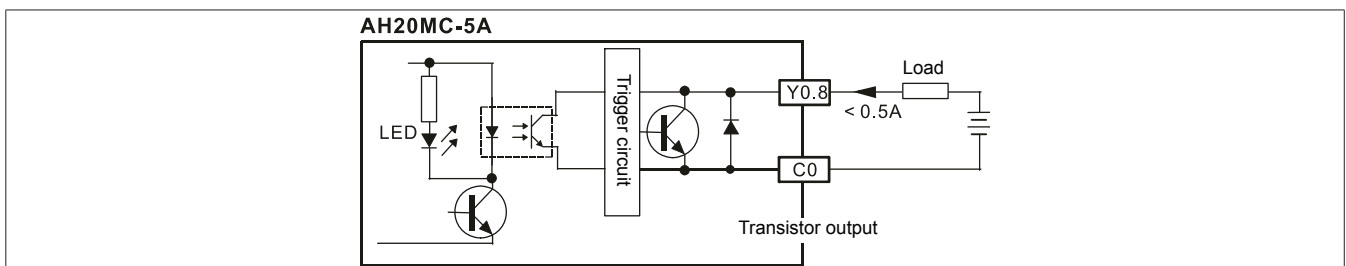 AH20MC-5A
LED
Trigger circuit
Y0.8
Load
< 0.5A
C0
Transistor output